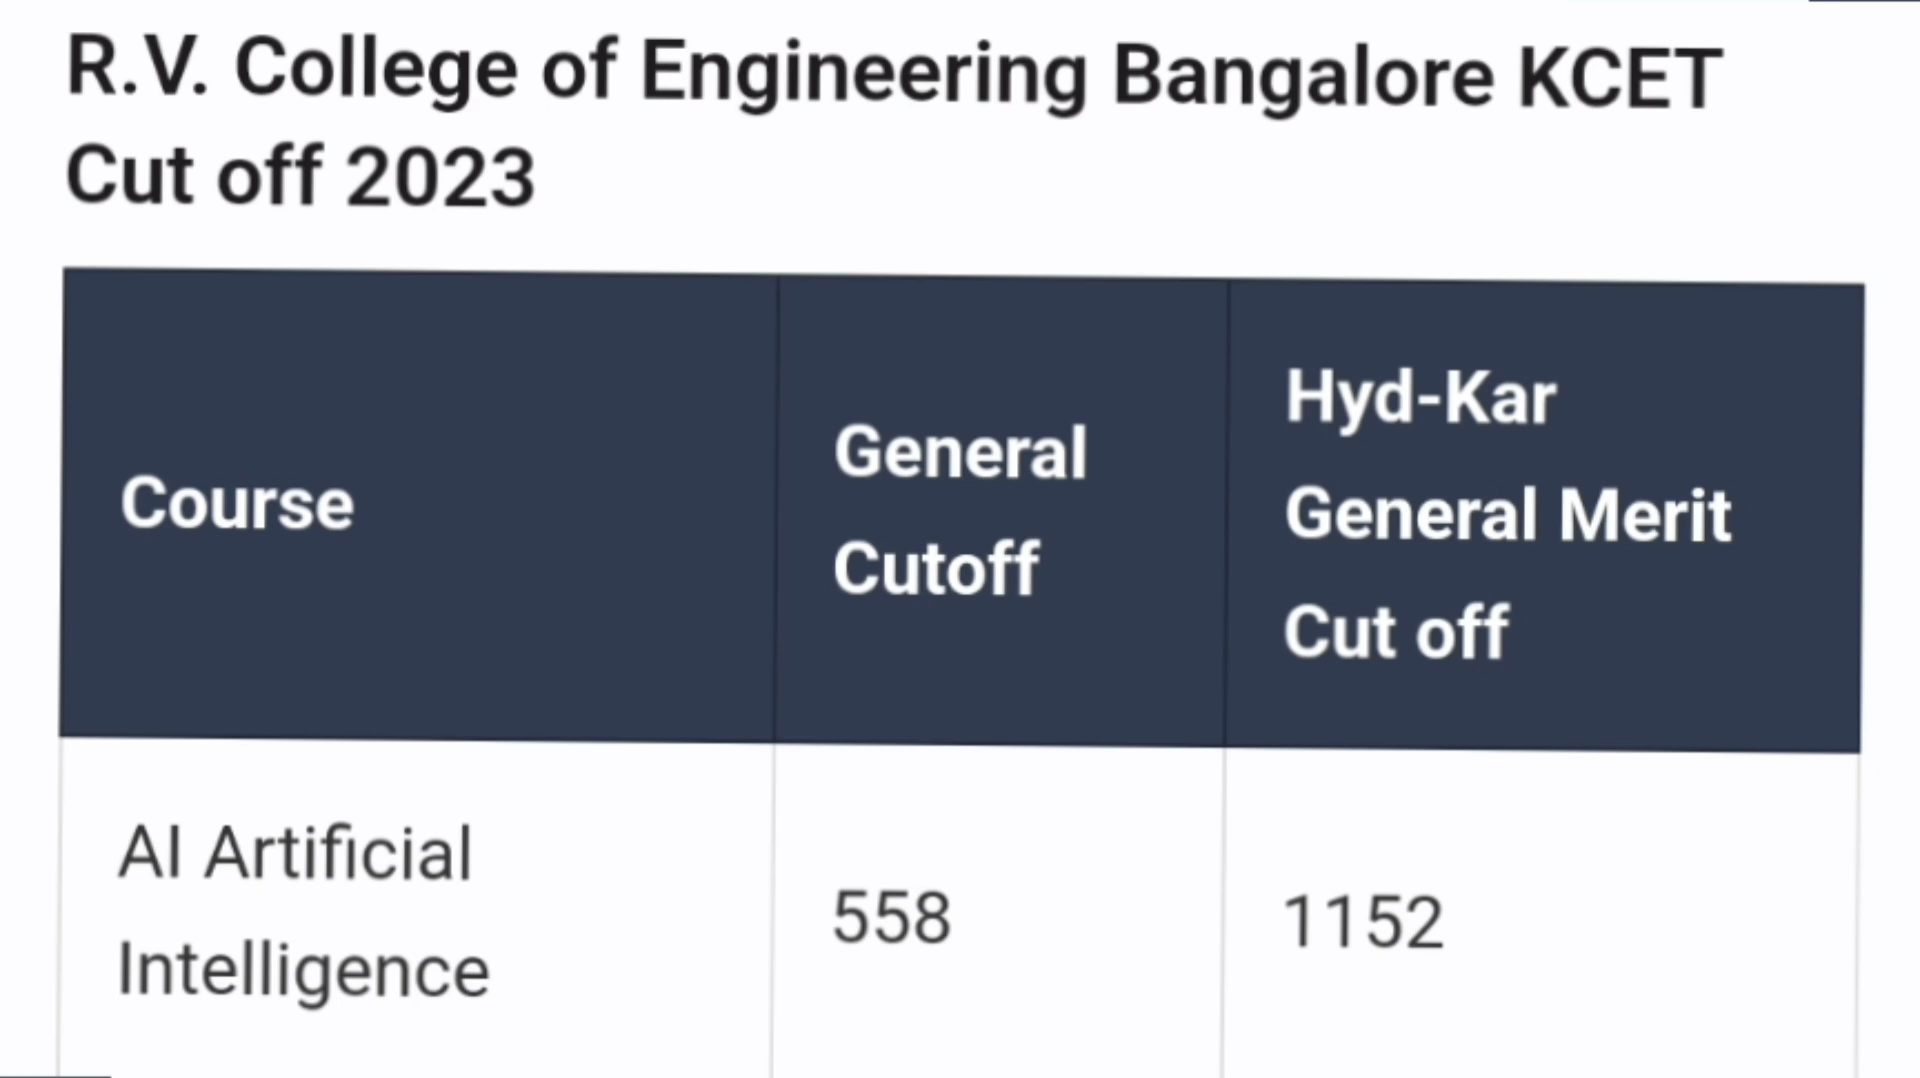 R.V. College of Engineering Bangalore KCET
Cut off 2023
Course
General
Cutoff
Hyd-Kar
General Merit
Cut off
AI Artificial
Intelligence
558
1152